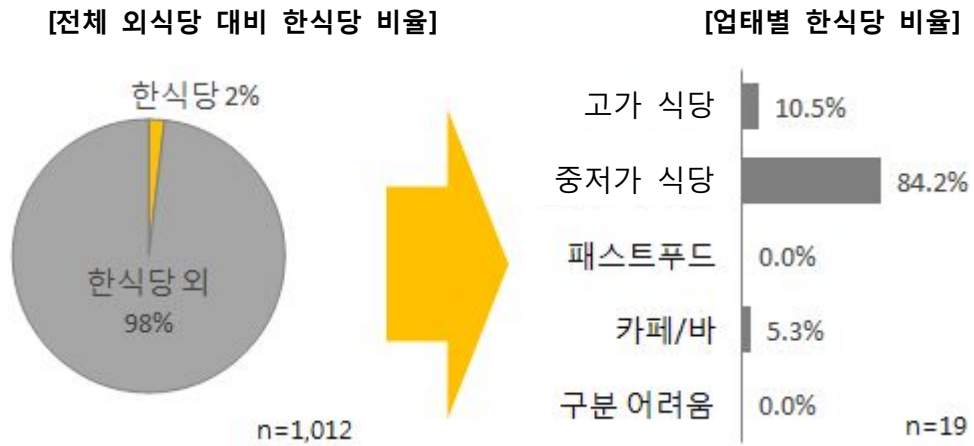 [전체 외식당 대비 한식당 비율]
한식당 2%
한식당 외
98%
n=1,012
[업태별 한식당 비율]
고가 식당 10.5%
중저가 식당 84.2%
패스트푸드 0.0%
카페/바 5.3%
구분 어려움 0.0%
n=19